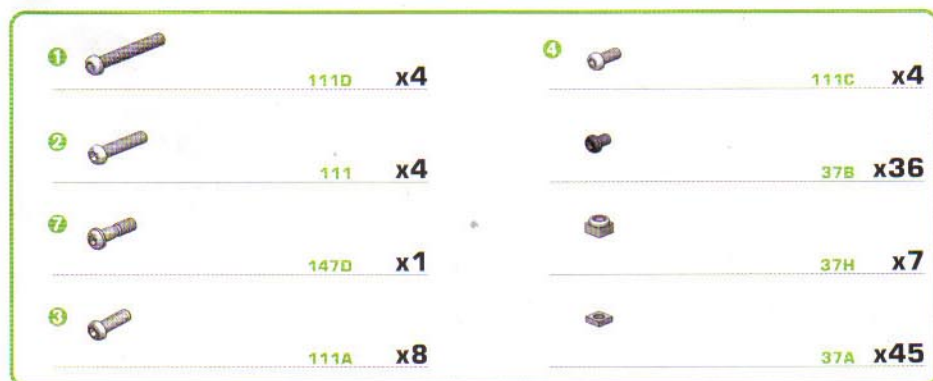 1
111D x4
2
111 x4
7
147D x1
3
111A x8
4
111C x4
37B x36
37H x7
37A x45